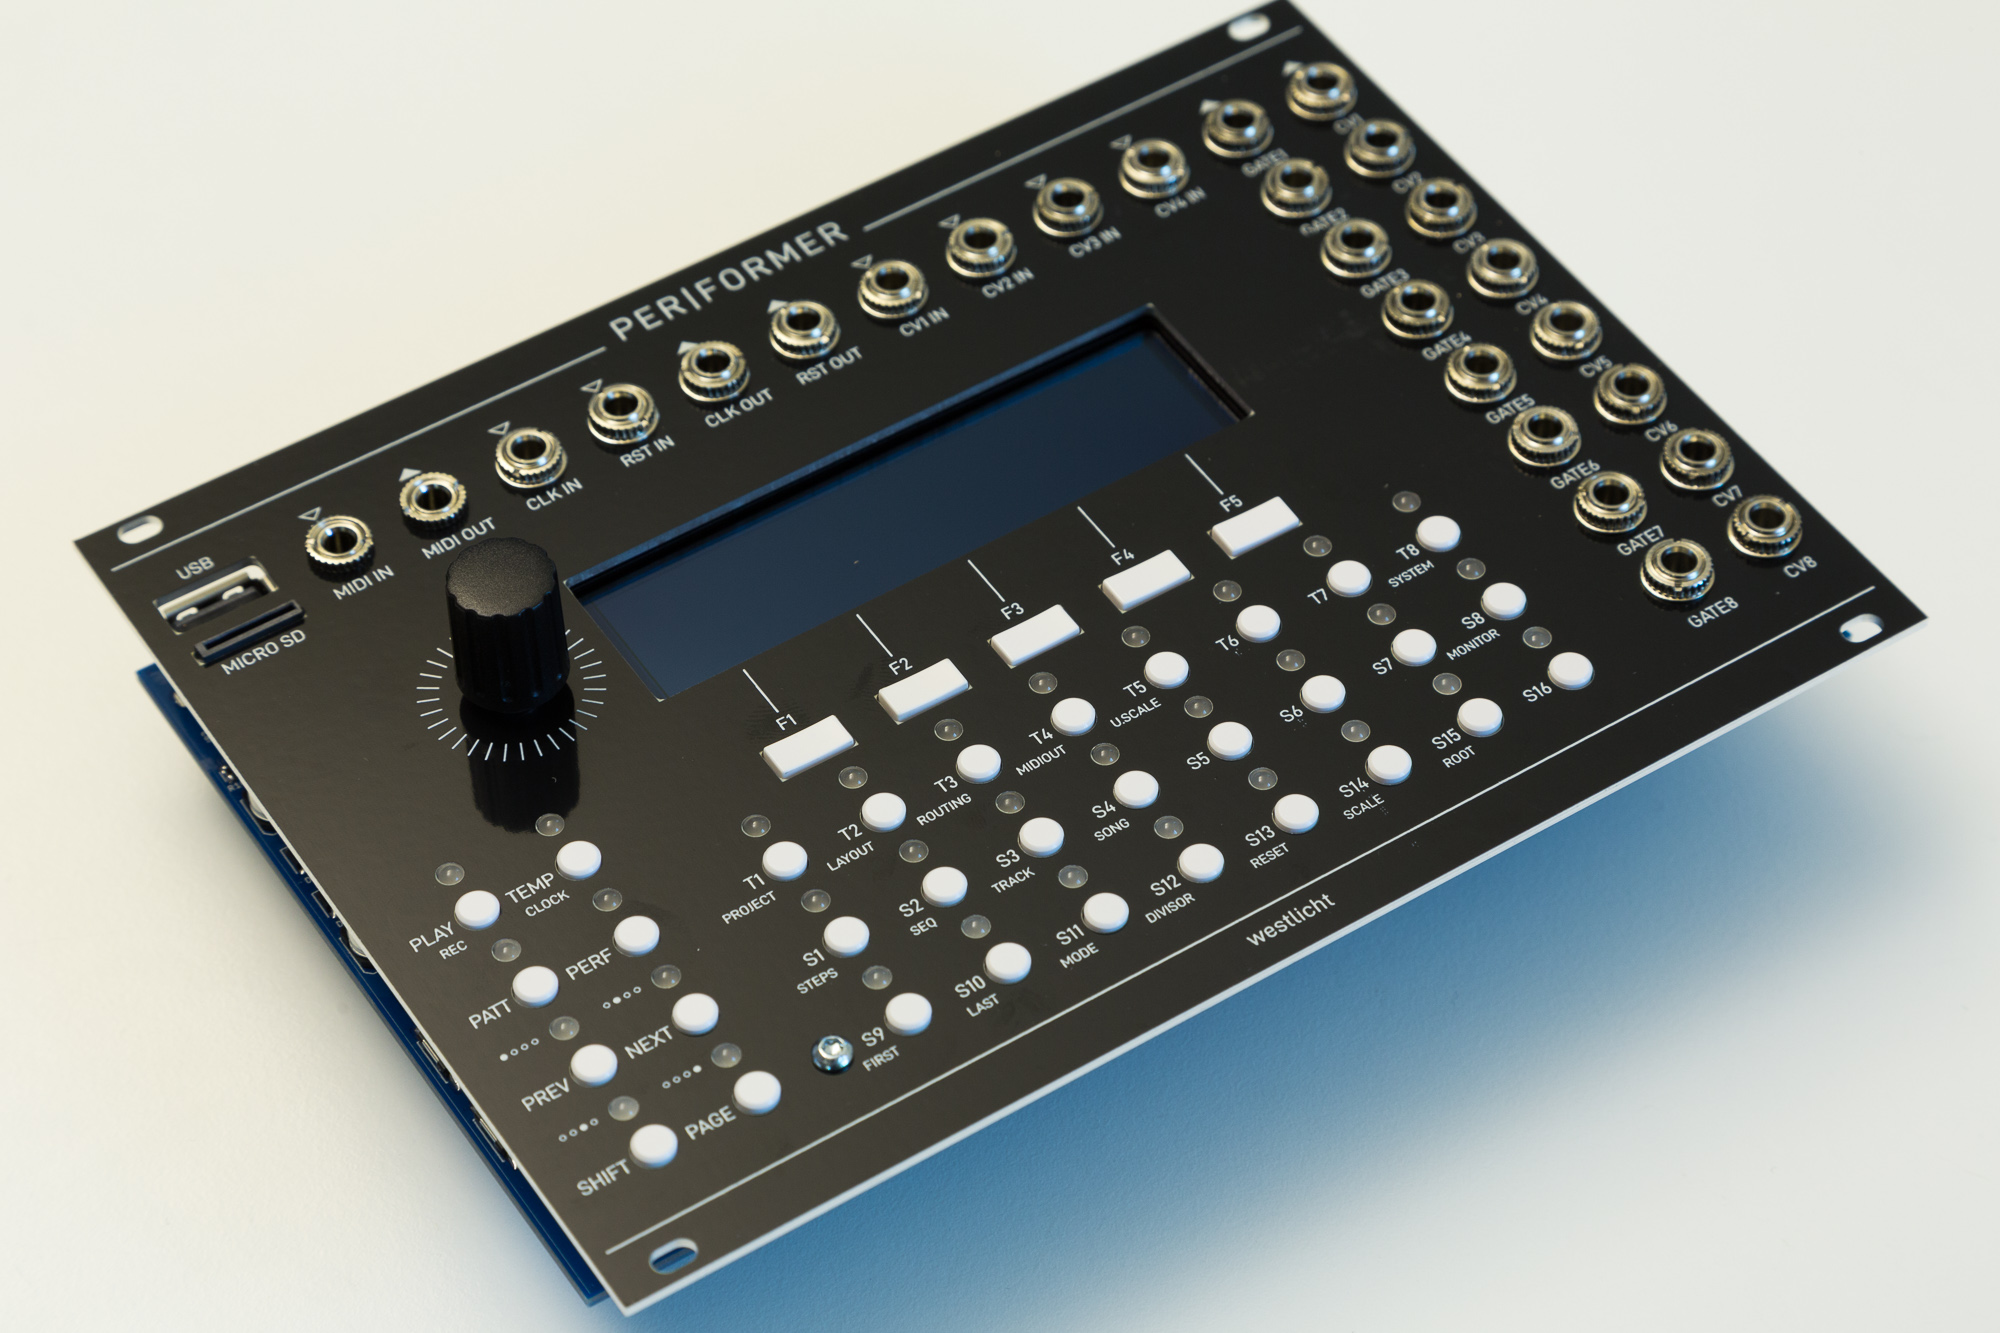 PER|FORMER
USB
MICRO SD
MIDI IN
MIDI OUT
CLK IN
RST IN
CLK OUT
RST OUT
CV1 IN
CV2 IN
CV3 IN
CV4 IN
GATE1
CV1
GATE2
CV2
GATE3
CV3
GATE4
CV4
GATE5
CV5
GATE6
CV6
GATE7
CV7
GATE8
CV8
F1
F2
F3
F4
F5
PLAY
REC
TEMP
CLOCK
PATT
PERF
PREV
NEXT
SHIFT
PAGE
T1
PROJECT
T2
LAYOUT
T3
ROUTING
T4
MIDIOUT
T5
U.SCALE
T6
T7
T8
SYSTEM
S1
STEPS
S2
SEQ
S3
TRACK
S4
SONG
S5
S6
S7
S8
MONITOR
S9
FIRST
S10
LAST
S11
MODE
S12
DIVISOR
S13
RESET
S14
SCALE
S15
ROOT
S16
westlicht